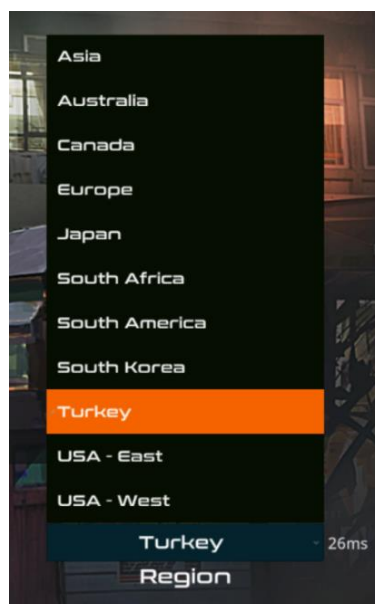 Asia
Australia
Canada
Europe
Japan
South Africa
South America
South Korea
Turkey
USA - East
USA - West
Turkey - 26ms
Region